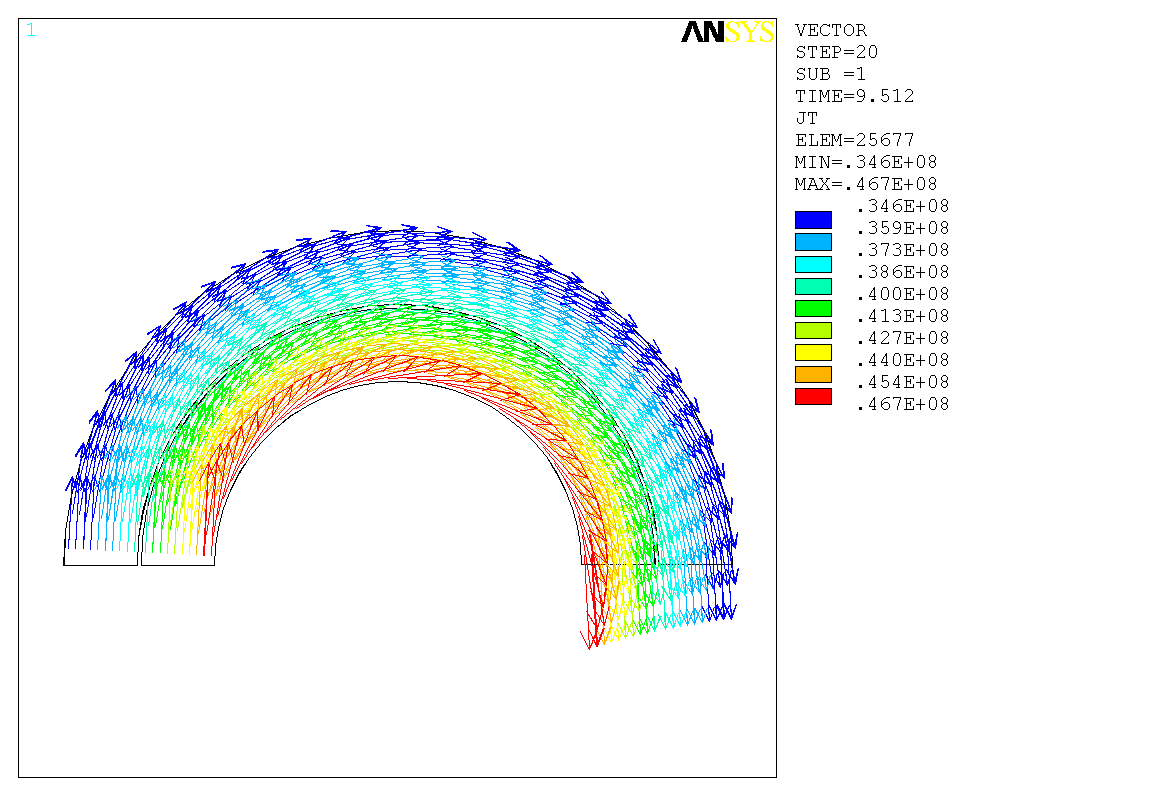 1
ANSYS
VECTOR
STEP=20
SUB =1
TIME=9.512
JT
ELEM=25677
MIN=.346E+08
MAX=.467E+08
.346E+08
.359E+08
.373E+08
.386E+08
.400E+08
.413E+08
.427E+08
.440E+08
.454E+08
.467E+08